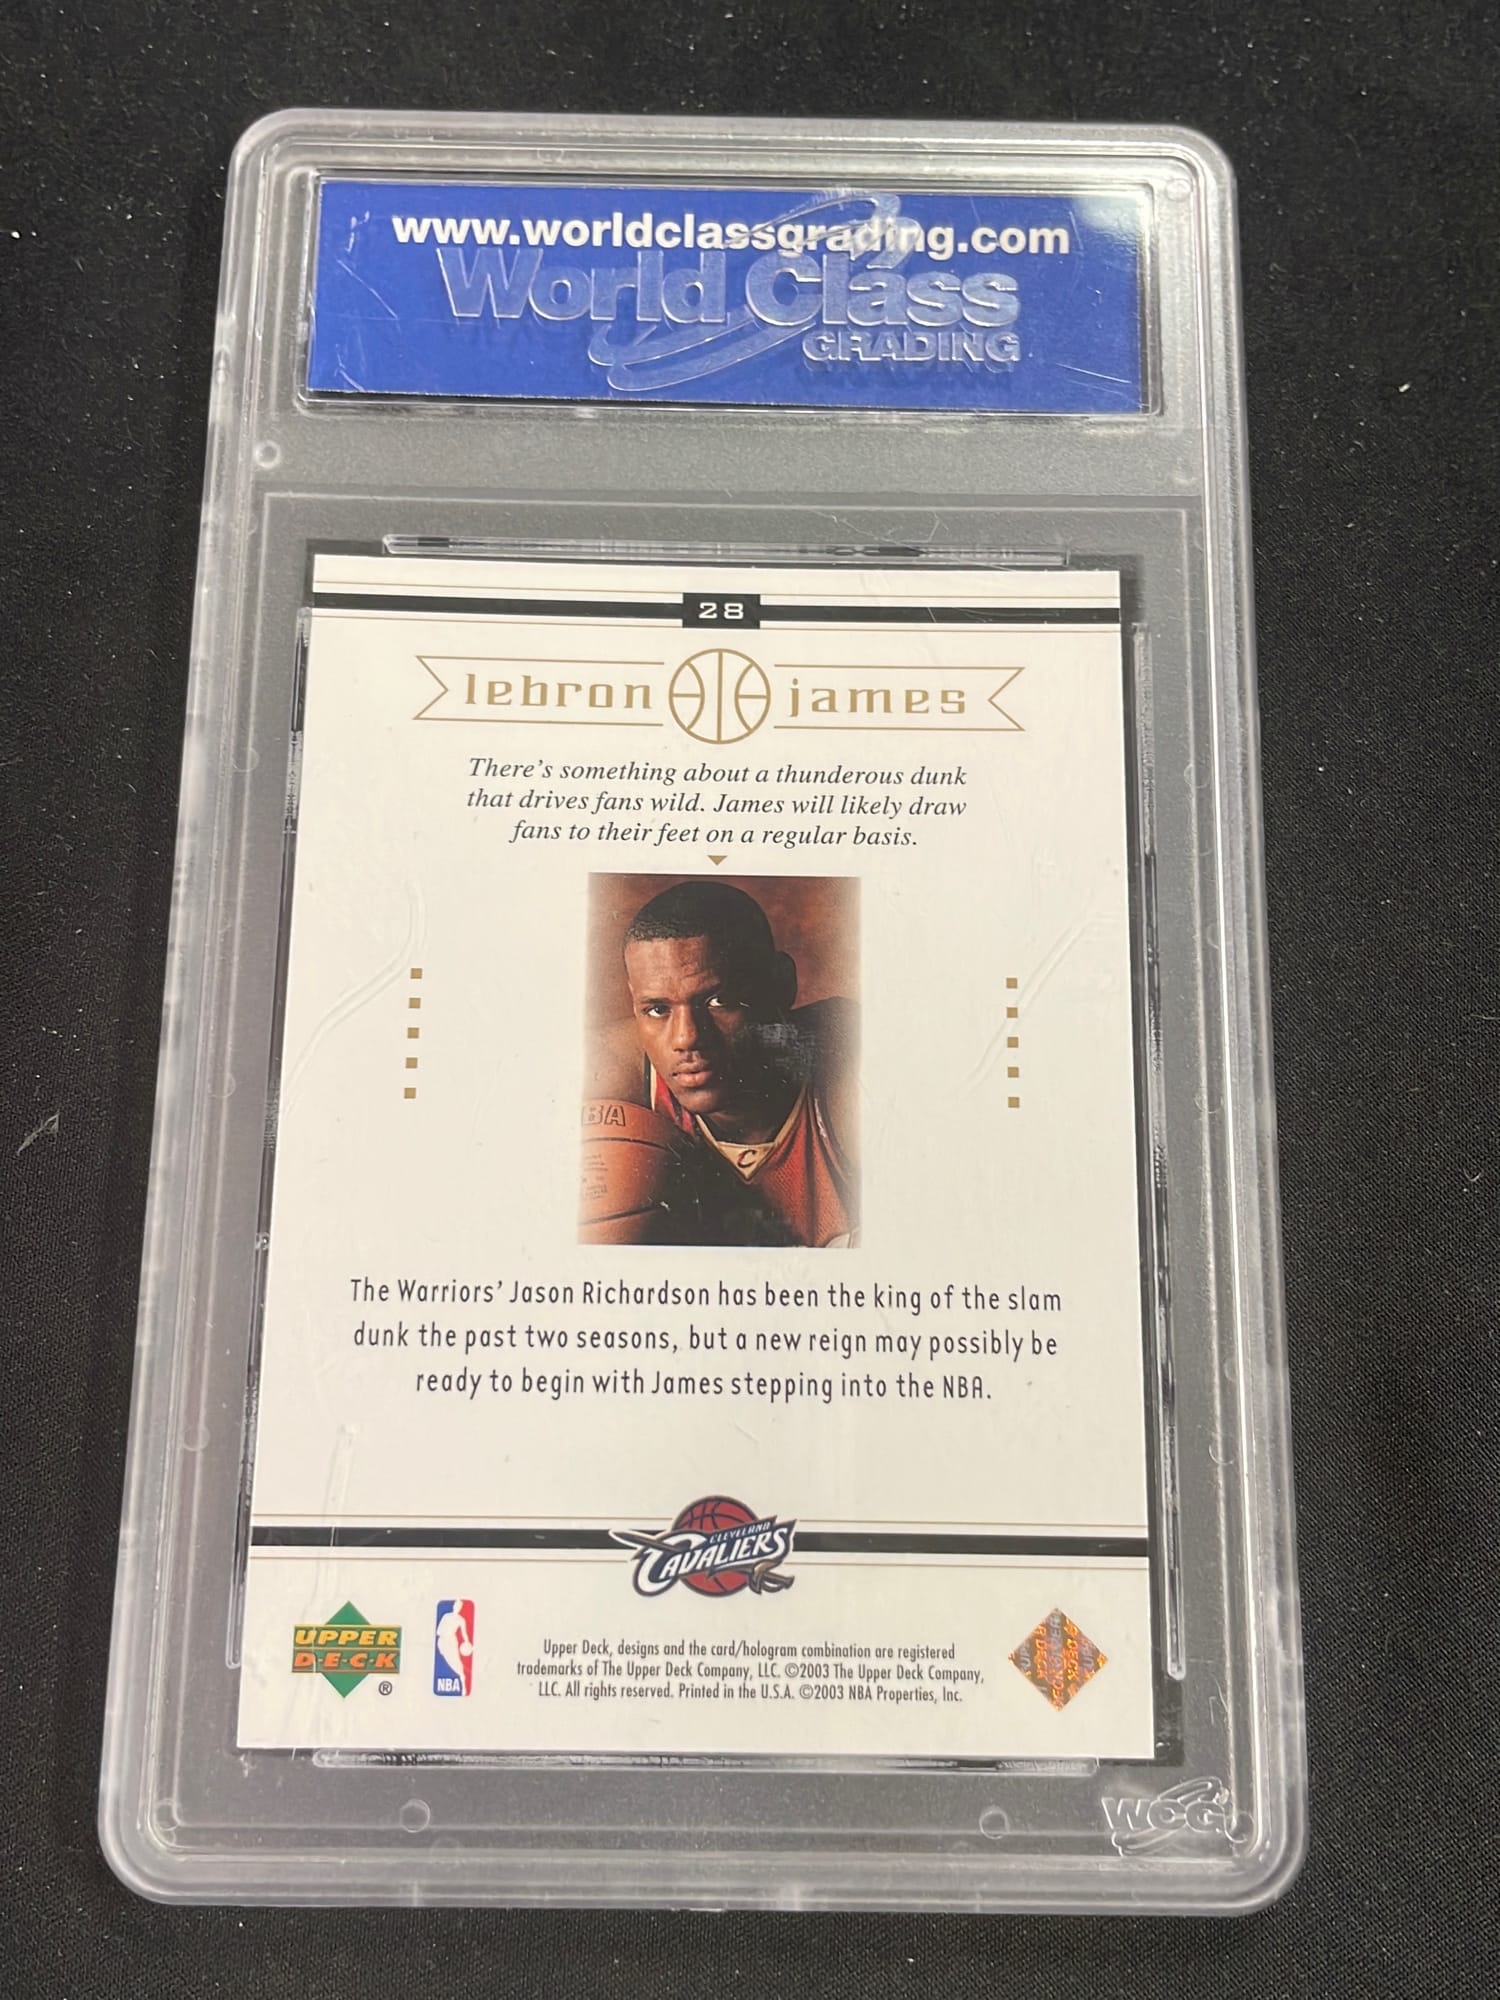 www.worldclassgrading.com
World Class
GRADING
28
lebron james
There's something about a thunderous dunk
that drives fans wild. James will likely draw
fans to their feet on a regular basis.
BA
C
The Warriors' Jason Richardson has been the king of the slam
dunk the past two seasons, but a new reign may possibly be
ready to begin with James stepping into the NBA.
CLEVELAND
CAVALIERS
UPPER
D·E·C·K
®
NBA
Upper Deck, designs and the card/hologram combination are registered
trademarks of The Upper Deck Company, LLC. ©2003 The Upper Deck Company,
LLC. All rights reserved. Printed in the U.S.A. ©2003 NBA Properties, Inc.
WCG